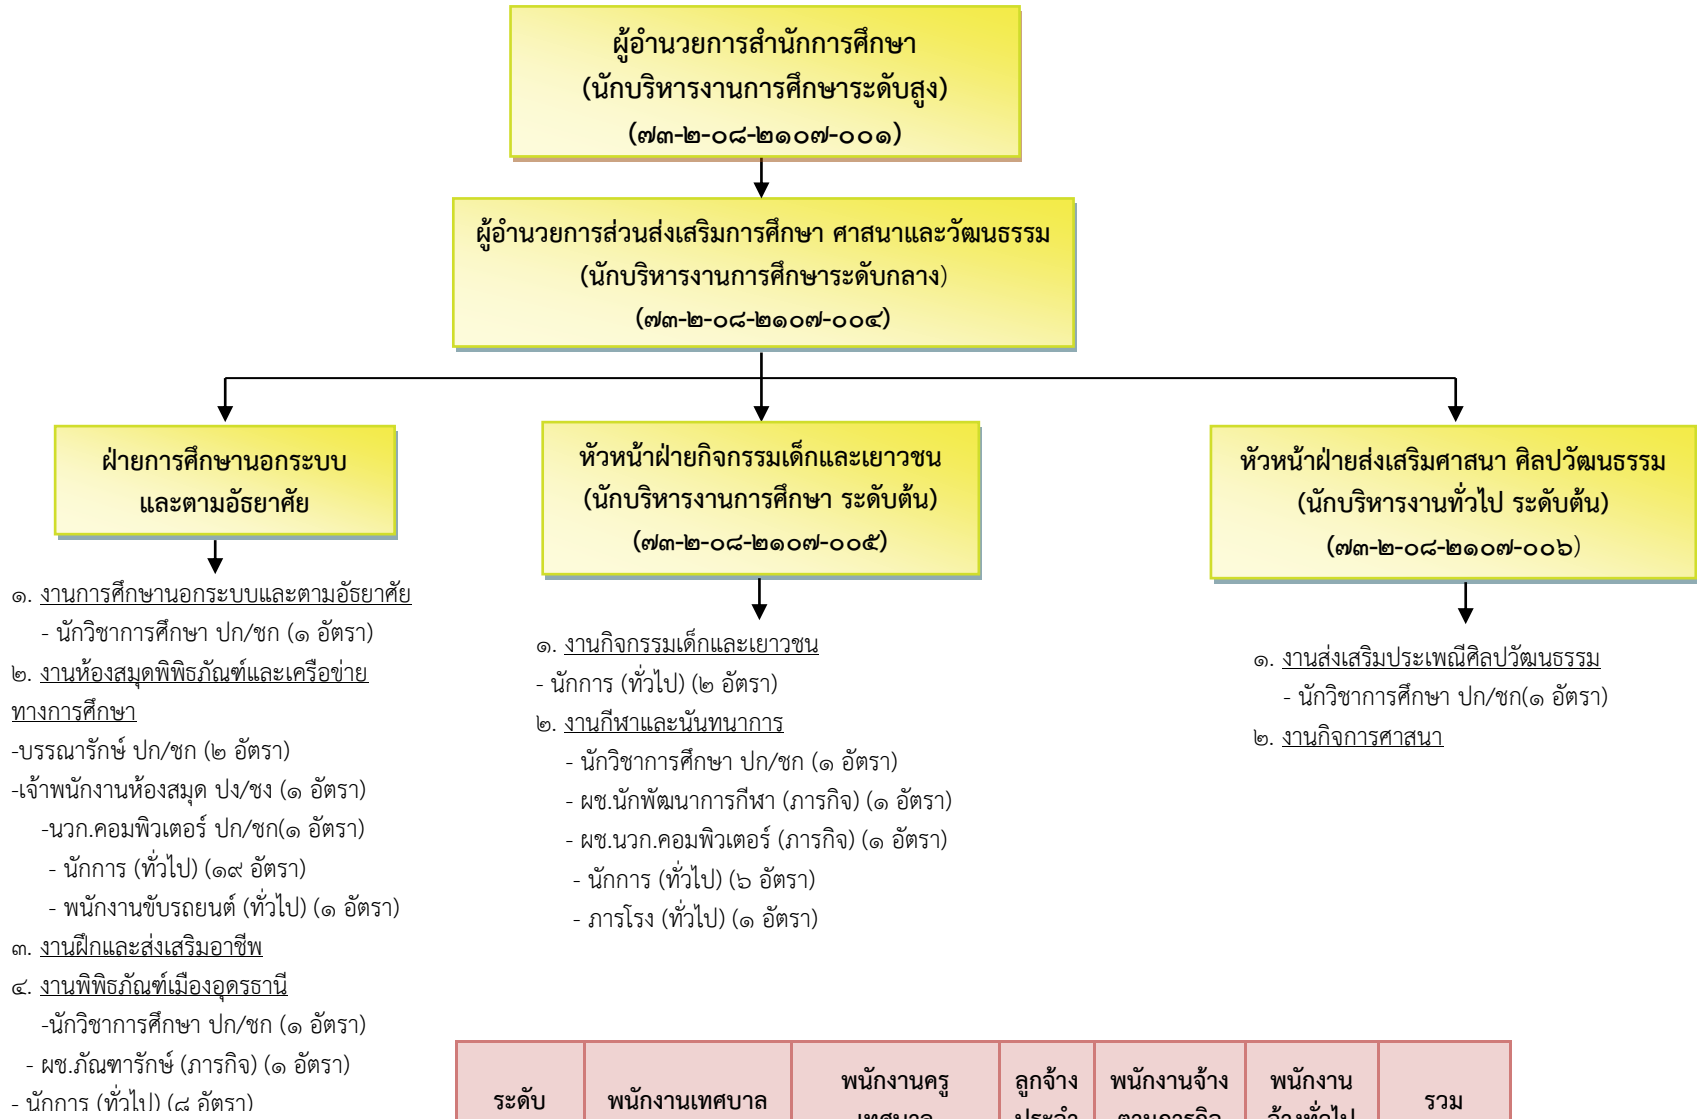 ผู้อำนวยการสำนักการศึกษา
(นักบริหารงานการศึกษาระดับสูง)
(๗๓-๒-๐๘-๒๑๐๗-๐๐๑)
ผู้อำนวยการส่วนส่งเสริมการศึกษา ศาสนาและวัฒนธรรม
(นักบริหารงานการศึกษาระดับกลาง)
(๗๓-๒-๐๘-๒๑๐๗-๐๐๔)
ฝ่ายการศึกษานอกระบบ
และตามอัธยาศัย
๑. งานการศึกษานอกระบบและตามอัธยาศัย
- นักวิชาการศึกษา ปก/ชก (๑ อัตรา)
๒. งานห้องสมุดพิพิธภัณฑ์และเครือข่าย
ทางการศึกษา
-บรรณารักษ์ ปก/ชก (๒ อัตรา)
-เจ้าพนักงานห้องสมุด ปง/ชง (๑ อัตรา)
-นวก.คอมพิวเตอร์ ปก/ชก(๑ อัตรา)
- นักการ (ทั่วไป) (๑๙ อัตรา)
- พนักงานขับรถยนต์ (ทั่วไป) (๑ อัตรา)
๓. งานฝึกและส่งเสริมอาชีพ
๔. งานพิพิธภัณฑ์เมืองอุดรธานี
-นักวิชาการศึกษา ปก/ชก (๑ อัตรา)
- ผช.ภัณฑารักษ์ (ภารกิจ) (๑ อัตรา)
- นักการ (ทั่วไป) (๘ อัตรา)
หัวหน้าฝ่ายกิจกรรมเด็กและเยาวชน
(นักบริหารงานการศึกษา ระดับต้น)
(๗๓-๒-๐๘-๒๑๐๗-๐๐๕)
๑. งานกิจกรรมเด็กและเยาวชน
- นักการ (ทั่วไป) (๒ อัตรา)
๒. งานกีฬาและนันทนาการ
- นักวิชาการศึกษา ปก/ชก (๑ อัตรา)
- ผช.นักพัฒนาการกีฬา (ภารกิจ) (๑ อัตรา)
- ผช.นวก.คอมพิวเตอร์ (ภารกิจ) (๑ อัตรา)
- นักการ (ทั่วไป) (๖ อัตรา)
- ภารโรง (ทั่วไป) (๑ อัตรา)
หัวหน้าฝ่ายส่งเสริมศาสนา ศิลปวัฒนธรรม
(นักบริหารงานทั่วไป ระดับต้น)
(๗๓-๒-๐๘-๒๑๐๗-๐๐๖)
๑. งานส่งเสริมประเพณีศิลปวัฒนธรรม
- นักวิชาการศึกษา ปก/ชก(๑ อัตรา)
๒. งานกิจการศาสนา
ระดับ
พนักงานเทศบาล
พนักงานครู
เทศบาล
ลูกจ้าง
ประจำ
พนักงานจ้าง
ตามภารกิจ
พนักงาน
จ้างทั่วไป
รวม